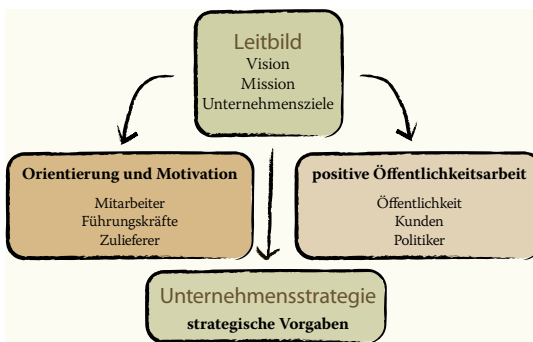 Leitbild
Vision
Mission
Unternehmensziele
Orientierung und Motivation
Mitarbeiter
Führungskräfte
Zulieferer
positive Öffentlichkeitsarbeit
Öffentlichkeit
Kunden
Politiker
Unternehmensstrategie
strategische Vorgaben